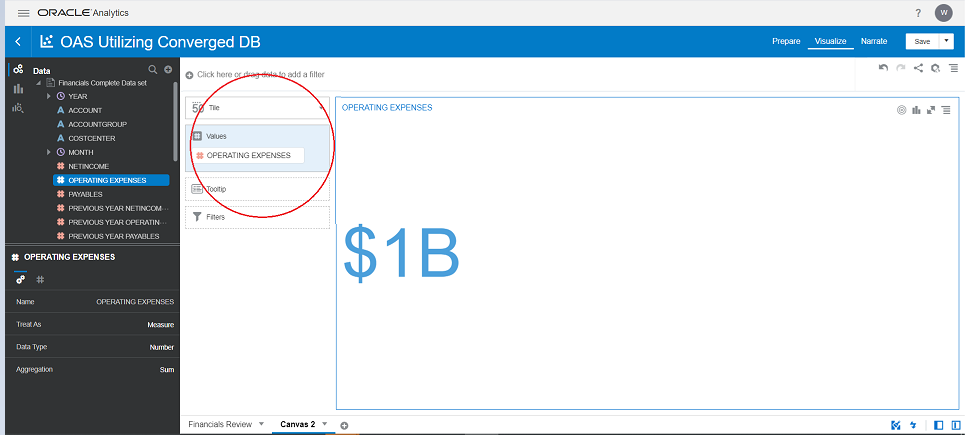 ORACLE Analytics
?
W
OAS Utilizing Converged DB
Prepare
Visualize
Narrate
Save
Data
Financials Complete Data set
YEAR
A ACCOUNT
A ACCOUNTGROUP
A COSTCENTER
MONTH
NETINCOME
OPERATING EXPENSES
PAYABLES
PREVIOUS YEAR NETINCOM···
PREVIOUS YEAR OPERATIN···
PREVIOUS YEAR PAYABLES
OPERATING EXPENSES
Name OPERATING EXPENSES
Treat As Measure
Data Type Number
Aggregation Sum
Click here or drag data to add a filter
50 Tile
Values
OPERATING EXPENSES
Tooltip
Filters
OPERATING EXPENSES
$1B
Financials Review
Canvas 2